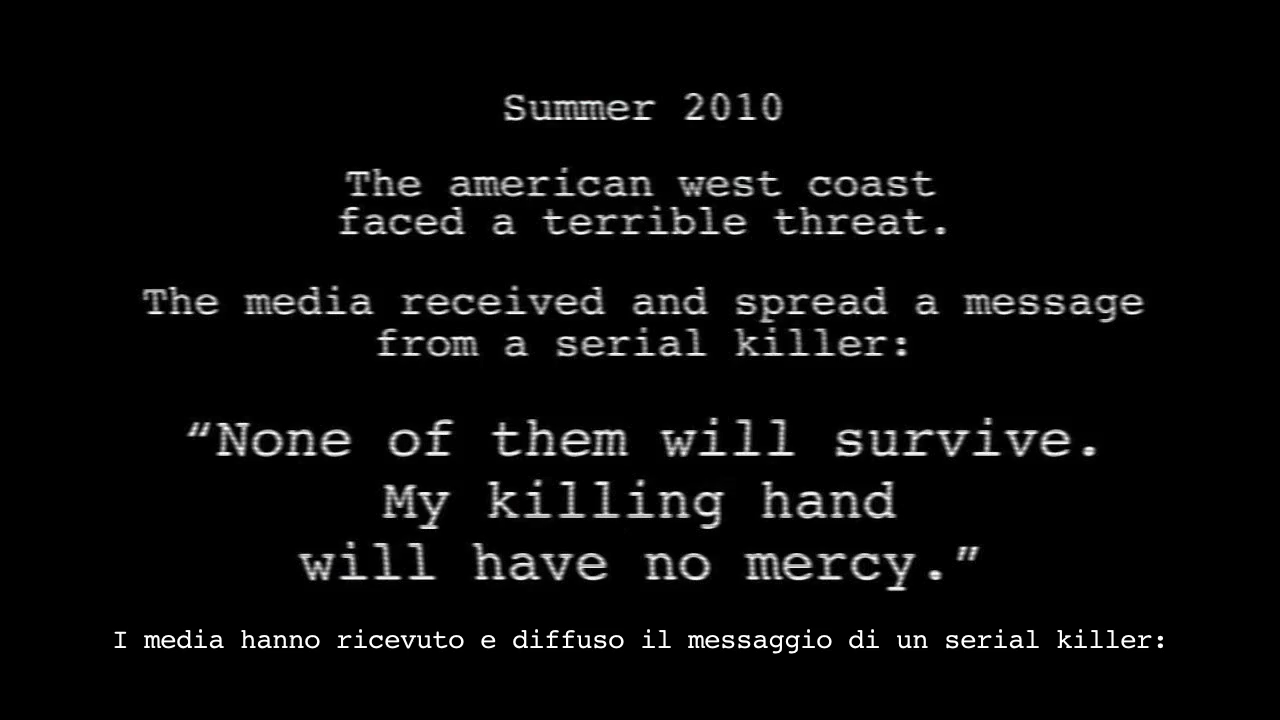 Summer 2010
The american west coast
faced a terrible threat.
The media received and spread a message
from a serial killer:
“None of them will survive.
My killing hand
will have no mercy.”
I media hanno ricevuto e diffuso il messaggio di un serial killer: